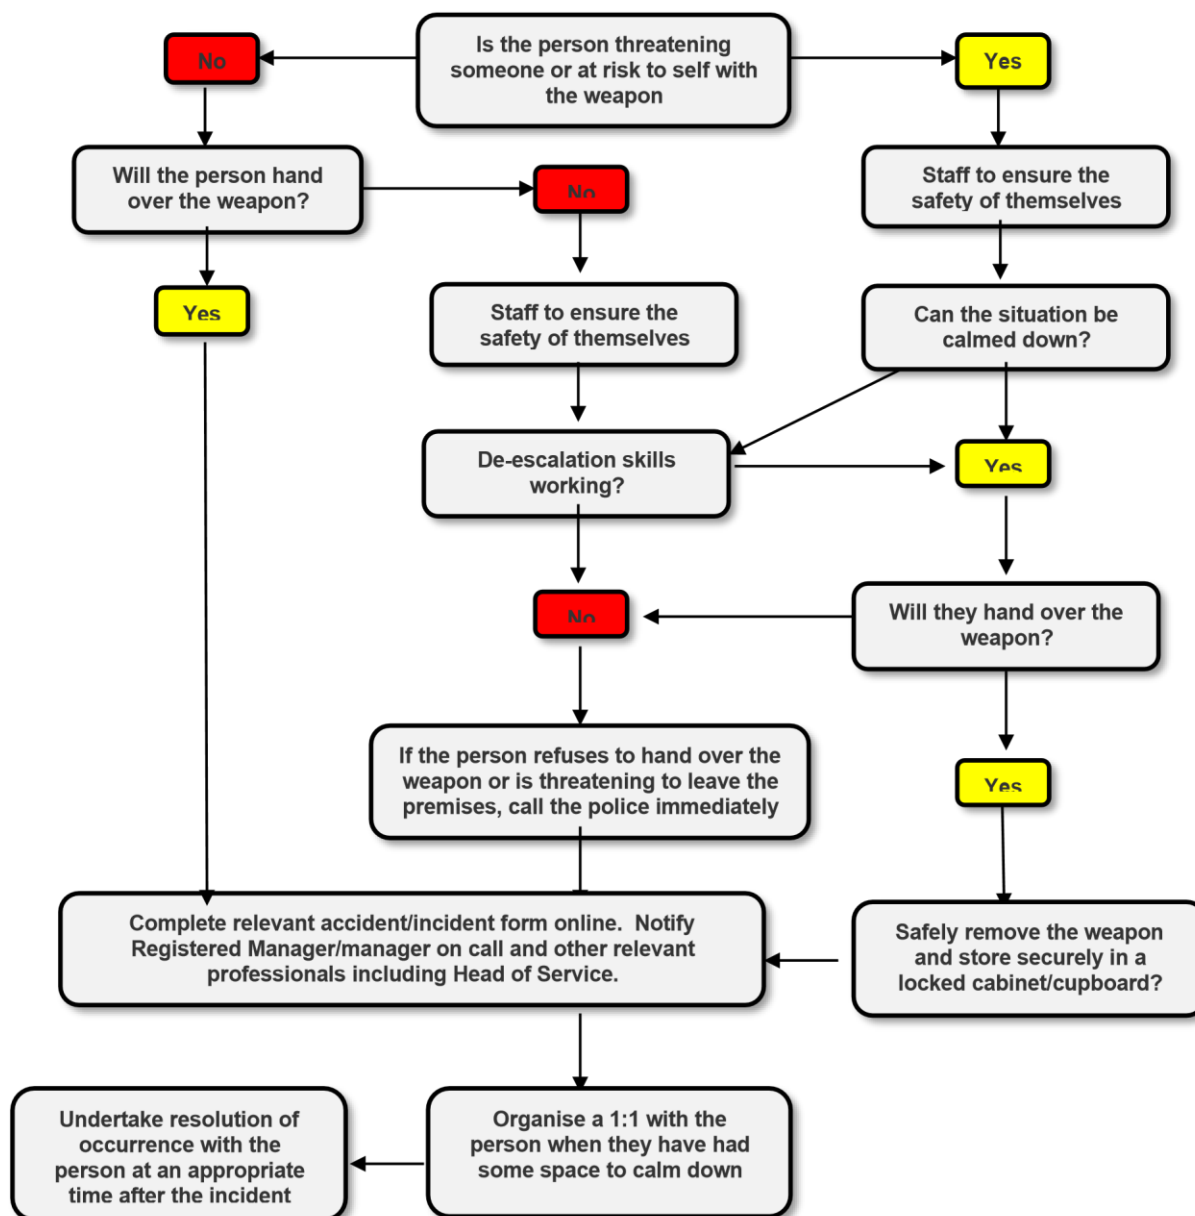 Is the person threatening
someone or at risk to self with
the weapon
No
Yes
Will the person hand
over the weapon?
No
Staff to ensure the
safety of themselves
Yes
Staff to ensure the
safety of themselves
Can the situation be
calmed down?
De-escalation skills
working?
Yes
No
Will they hand over the
weapon?
If the person refuses to hand over the
weapon or is threatening to leave the
premises, call the police immediately
Yes
Complete relevant accident/incident form online. Notify
Registered Manager/manager on call and other relevant
professionals including Head of Service.
Safely remove the weapon
and store securely in a
locked cabinet/cupboard?
Undertake resolution of
occurrence with the
person at an appropriate
time after the incident
Organise a 1:1 with the
person when they have had
some space to calm down